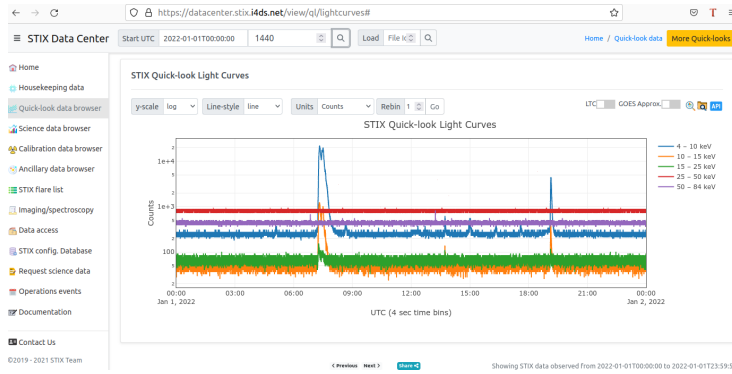 https://datacenter.stix.i4ds.net/view/ql/lightcurves#
STIX Data Center
Start UTC 2022-01-01T00:00:00 1440 Load
Home / Quick-look data More Quick-looks
Home
Housekeeping data
Quick-look data browser
Science data browser
Calibration data browser
Ancillary data browser
STIX flare list
Imaging/spectroscopy
Data access
STIX config. Database
Request science data
Operations events
Documentation
Contact Us
©2019 - 2021 STIX Team
STIX Quick-look Light Curves
y-scale log Line-style line Units Counts Rebin 1 Go
LTC GOES Approx. API
STIX Quick-look Light Curves
2
1e+4
5
2
1e+3
5
2
100
5
2
Counts
4 – 10 keV
10 – 15 keV
15 – 25 keV
25 – 50 keV
50 – 84 keV
00:00 03:00 06:00 09:00 12:00 15:00 18:00 21:00 00:00
Jan 1, 2022 Jan 2, 2022
UTC (4 sec time bins)
< Previous Next > Share
Showing STIX data observed from 2022-01-01T00:00:00 to 2022-01-01T23:59:5